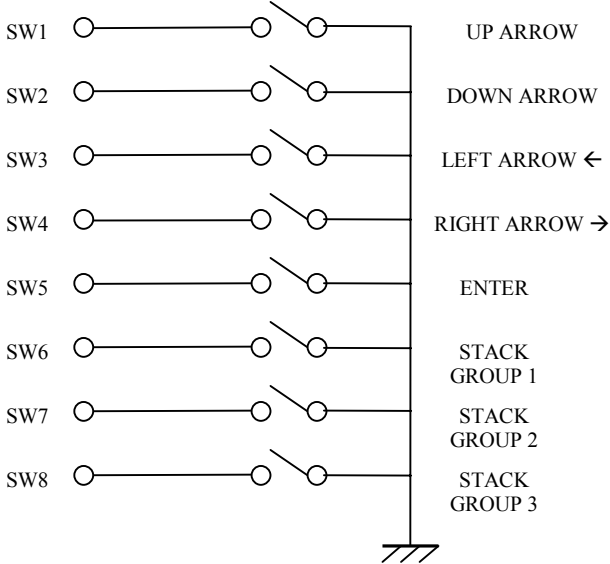 SW1 UP ARROW
SW2 DOWN ARROW
SW3 LEFT ARROW ←
SW4 RIGHT ARROW →
SW5 ENTER
SW6 STACK
GROUP 1
SW7 STACK
GROUP 2
SW8 STACK
GROUP 3